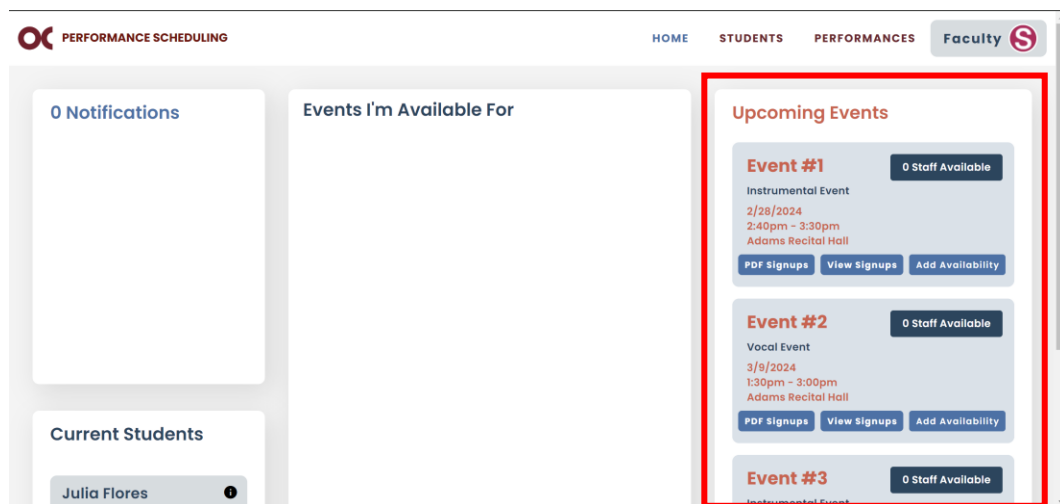 OC PERFORMANCE SCHEDULING
HOME STUDENTS PERFORMANCES Faculty S
0 Notifications
Current Students
Julia Flores
Events I'm Available For
Upcoming Events
Event #1 0 Staff Available
Instrumental Event
2/28/2024
2:40pm - 3:30pm
Adams Recital Hall
PDF Signups View Signups Add Availability
Event #2 0 Staff Available
Vocal Event
3/9/2024
1:30pm - 3:00pm
Adams Recital Hall
PDF Signups View Signups Add Availability
Event #3 0 Staff Available
Instrumental Event